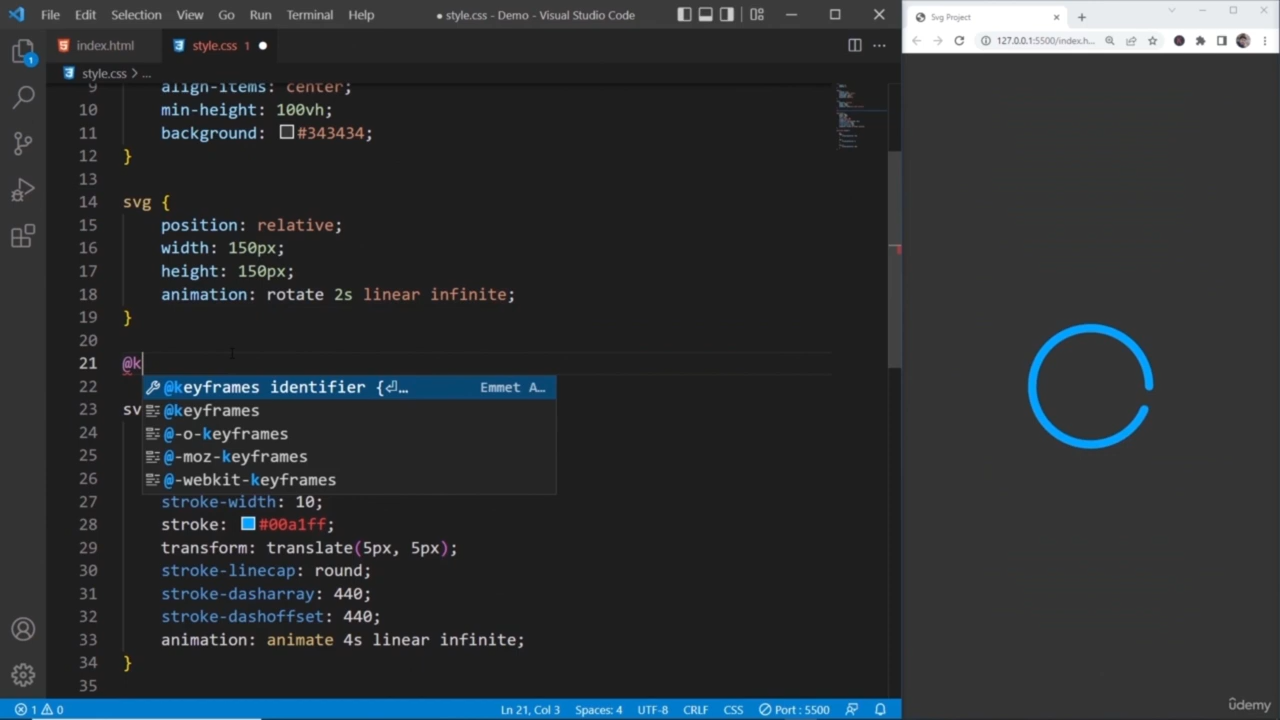 File Edit Selection View Go Run Terminal Help
● style.css - Demo - Visual Studio Code
Svg Project
index.html
style.css 1
127.0.0.1:5500/index.h...
style.css > ...
9 align-items: center;
10 min-height: 100vh;
11 background: #343434;
12 }
13
14 svg {
15 position: relative;
16 width: 150px;
17 height: 150px;
18 animation: rotate 2s linear infinite;
19 }
20
21 @k
22 @keyframes identifier {⏎… Emmet A…
@keyframes
23 sv
24 @-o-keyframes
25 @-moz-keyframes
26 @-webkit-keyframes
27 stroke-width: 10;
28 stroke: #00a1ff;
29 transform: translate(5px, 5px);
30 stroke-linecap: round;
31 stroke-dasharray: 440;
32 stroke-dashoffset: 440;
33 animation: animate 4s linear infinite;
34 }
35
1
1 0
Ln 21, Col 3 Spaces: 4 UTF-8 CRLF CSS Port : 5500
ûdemy